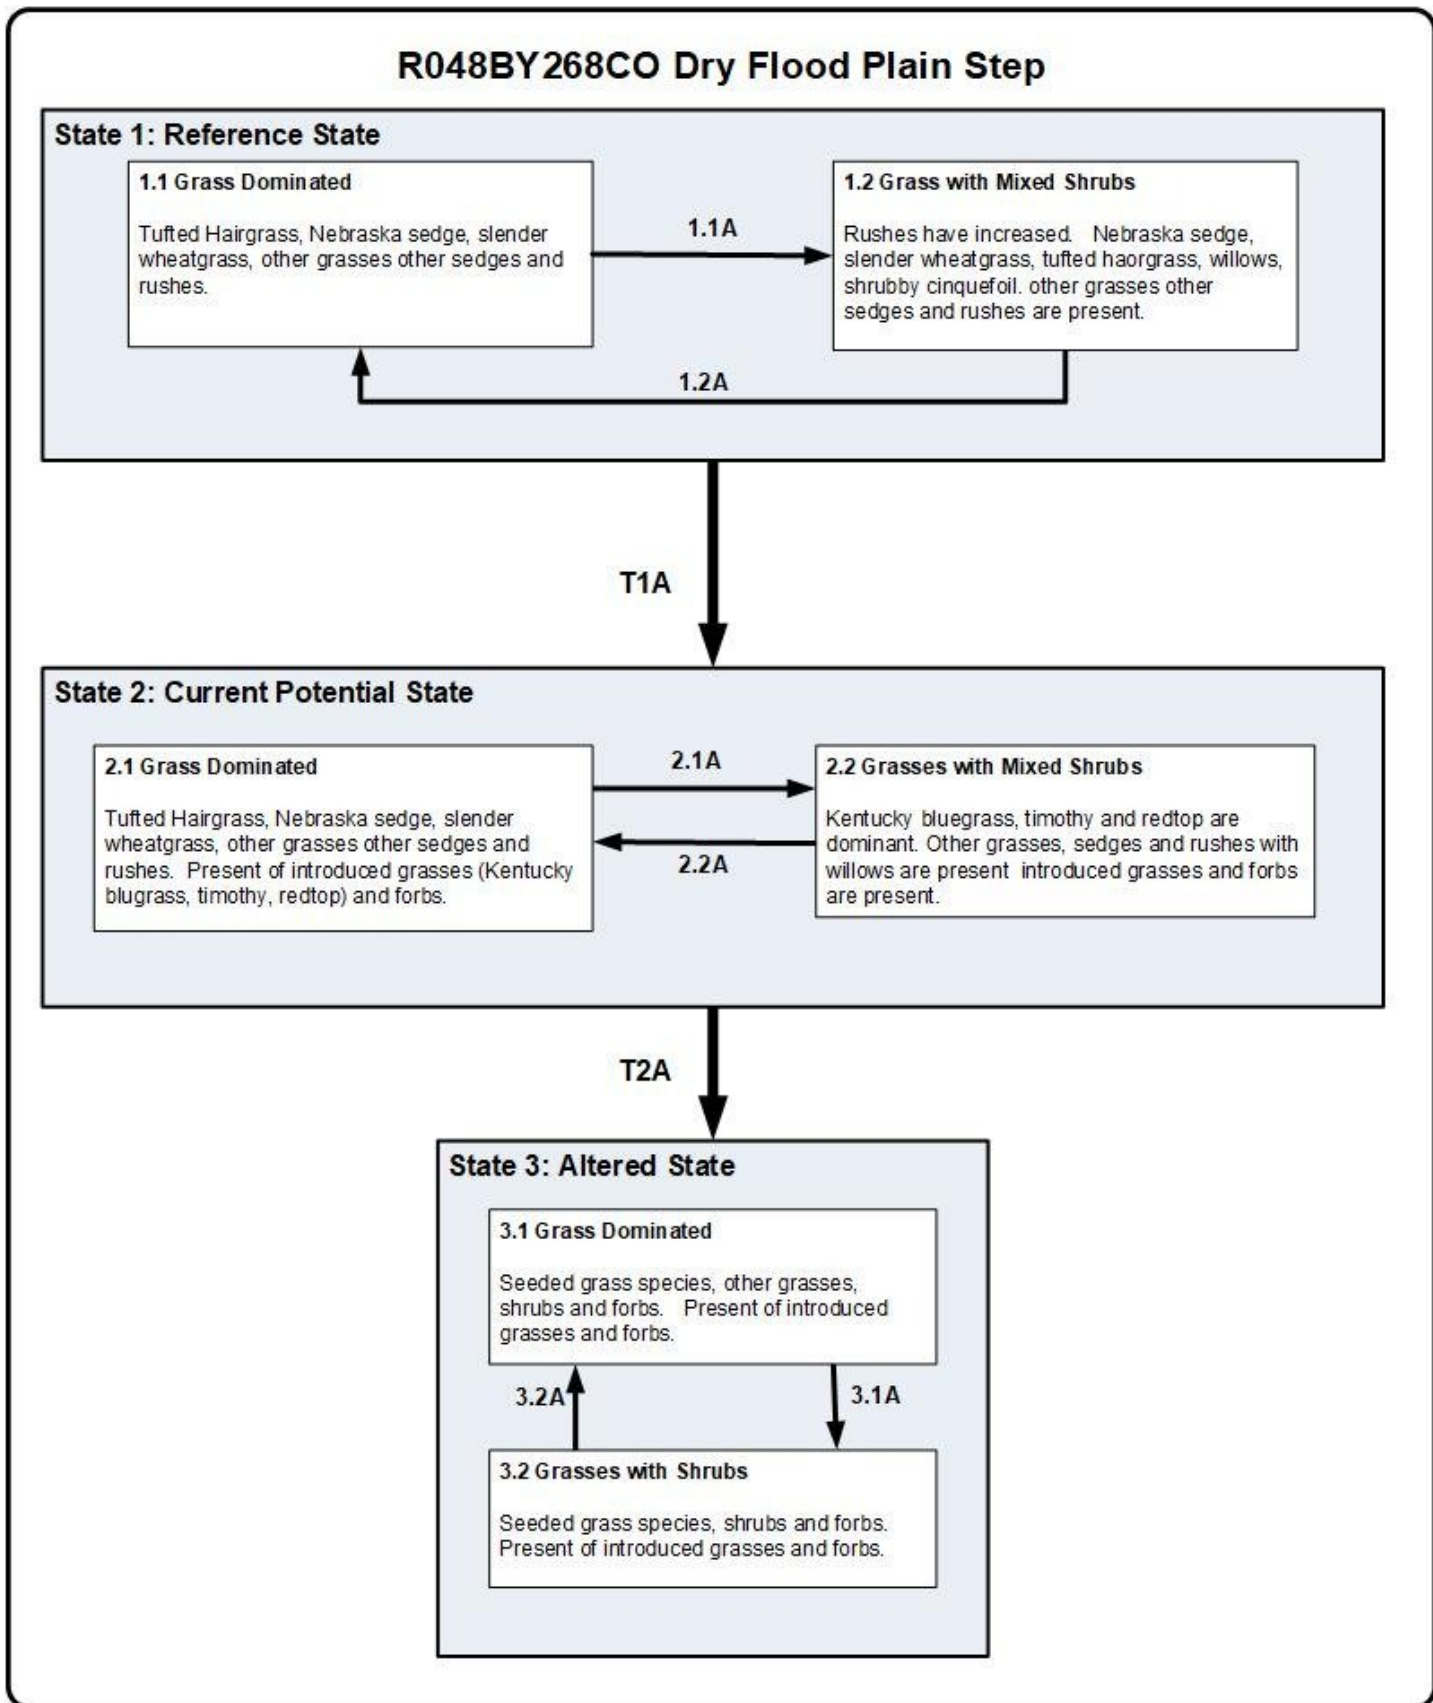 R048BY268CO Dry Flood Plain Step
State 1: Reference State
1.1 Grass Dominated
Tufted Hairgrass, Nebraska sedge, slender
wheatgrass, other grasses other sedges and
rushes.
1.1A
1.2 Grass with Mixed Shrubs
Rushes have increased. Nebraska sedge,
slender wheatgrass, tufted haorgrass, willows,
shrubby cinquefoil. other grasses other
sedges and rushes are present.
1.2A
T1A
State 2: Current Potential State
2.1 Grass Dominated
Tufted Hairgrass, Nebraska sedge, slender
wheatgrass, other grasses other sedges and
rushes. Present of introduced grasses (Kentucky
blugrass, timothy, redtop) and forbs.
2.1A
2.2A
2.2 Grasses with Mixed Shrubs
Kentucky bluegrass, timothy and redtop are
dominant. Other grasses, sedges and rushes with
willows are present introduced grasses and forbs
are present.
T2A
State 3: Altered State
3.1 Grass Dominated
Seeded grass species, other grasses,
shrubs and forbs. Present of introduced
grasses and forbs.
3.2A
3.1A
3.2 Grasses with Shrubs
Seeded grass species, shrubs and forbs.
Present of introduced grasses and forbs.